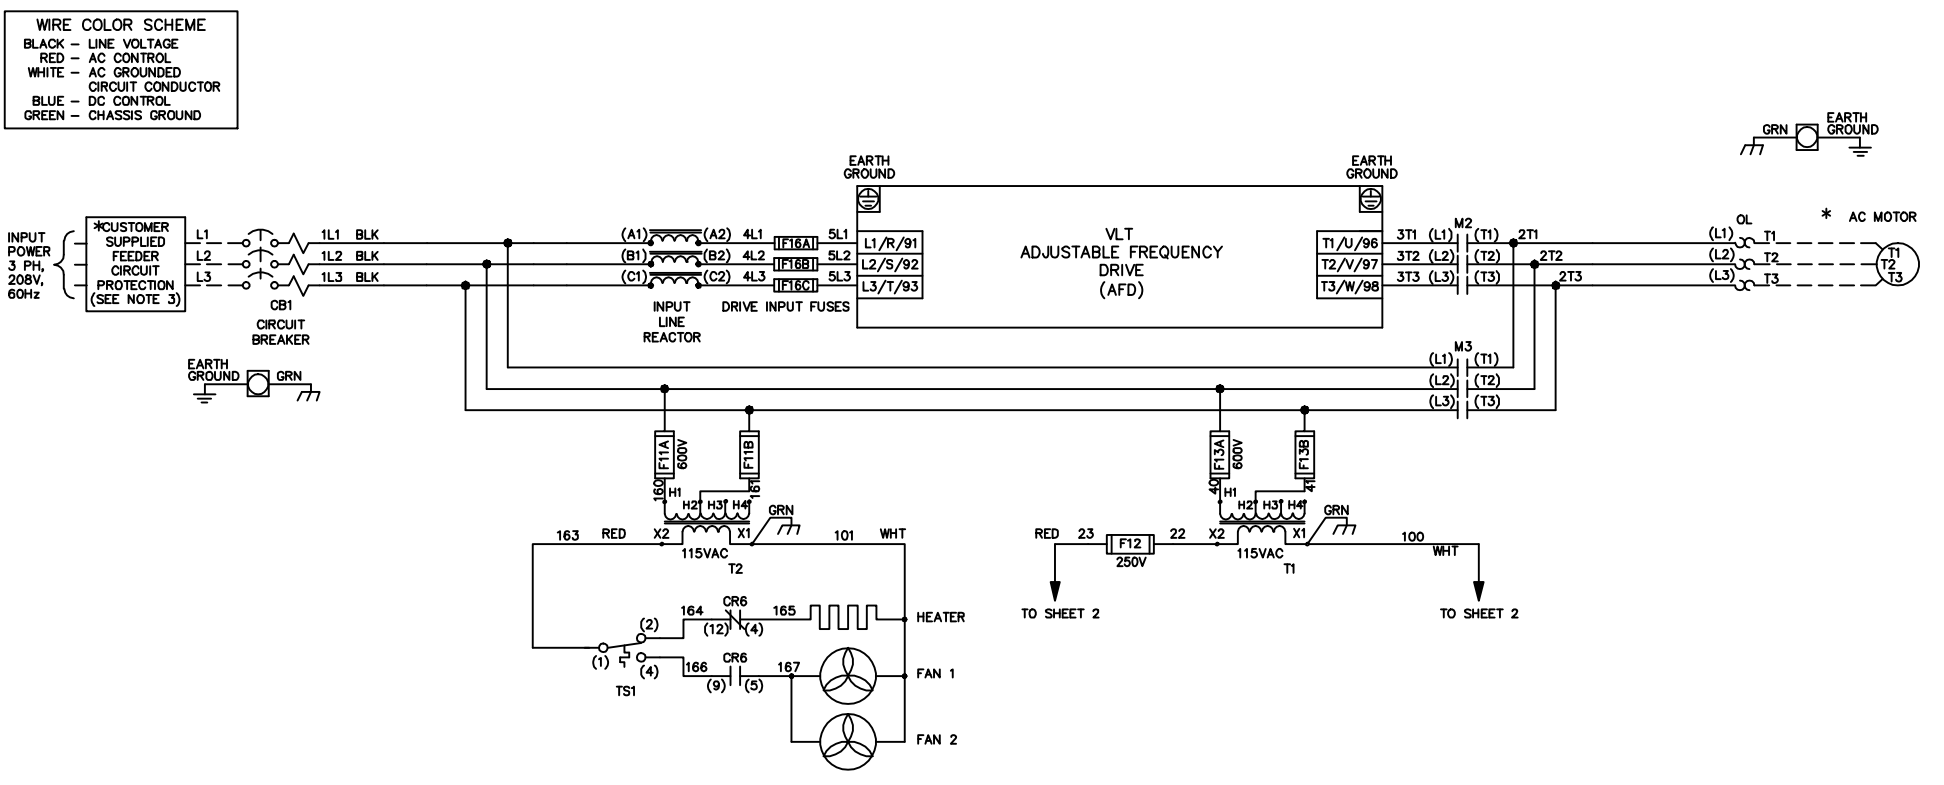 WIRE COLOR SCHEME
BLACK – LINE VOLTAGE
RED – AC CONTROL
WHITE – AC GROUNDED
CIRCUIT CONDUCTOR
BLUE – DC CONTROL
GREEN – CHASSIS GROUND
GRN
EARTH
GROUND
INPUT
POWER
3 PH,
208V,
60Hz
*CUSTOMER
SUPPLIED
FEEDER
CIRCUIT
PROTECTION
(SEE NOTE 3)
L1
L2
L3
CB1
CIRCUIT
BREAKER
1L1 BLK
1L2 BLK
1L3 BLK
EARTH
GROUND
GRN
(A1) (A2) 4L1 F16A 5L1
(B1) (B2) 4L2 F16B 5L2
(C1) (C2) 4L3 F16C 5L3
INPUT
LINE
REACTOR
DRIVE INPUT FUSES
EARTH
GROUND
EARTH
GROUND
L1/R/91
L2/S/92
L3/T/93
VLT
ADJUSTABLE FREQUENCY
DRIVE
(AFD)
T1/U/96
T2/V/97
T3/W/98
M2
3T1 (L1) (T1) 2T1
3T2 (L2) (T2) 2T2
3T3 (L3) (T3) 2T3
OL
(L1) T1
(L2) T2
(L3) T3
* AC MOTOR
T1
T2
T3
M3
(L1) (T1)
(L2) (T2)
(L3) (T3)
F11A
600V
F11B
160
161
H1
H2 H3 H4
GRN
163 RED X2 X1 101 WHT
115VAC
T2
F13A
600V
F13B
40
41
H1
H2 H3 H4
GRN
RED 23 F12 22 X2 X1 100
WHT
250V
115VAC
T1
TO SHEET 2
TO SHEET 2
164 CR6 165
(12) (4)
HEATER
(2)
(1)
(4)
TS1
166 CR6 167
(9) (5)
FAN 1
FAN 2